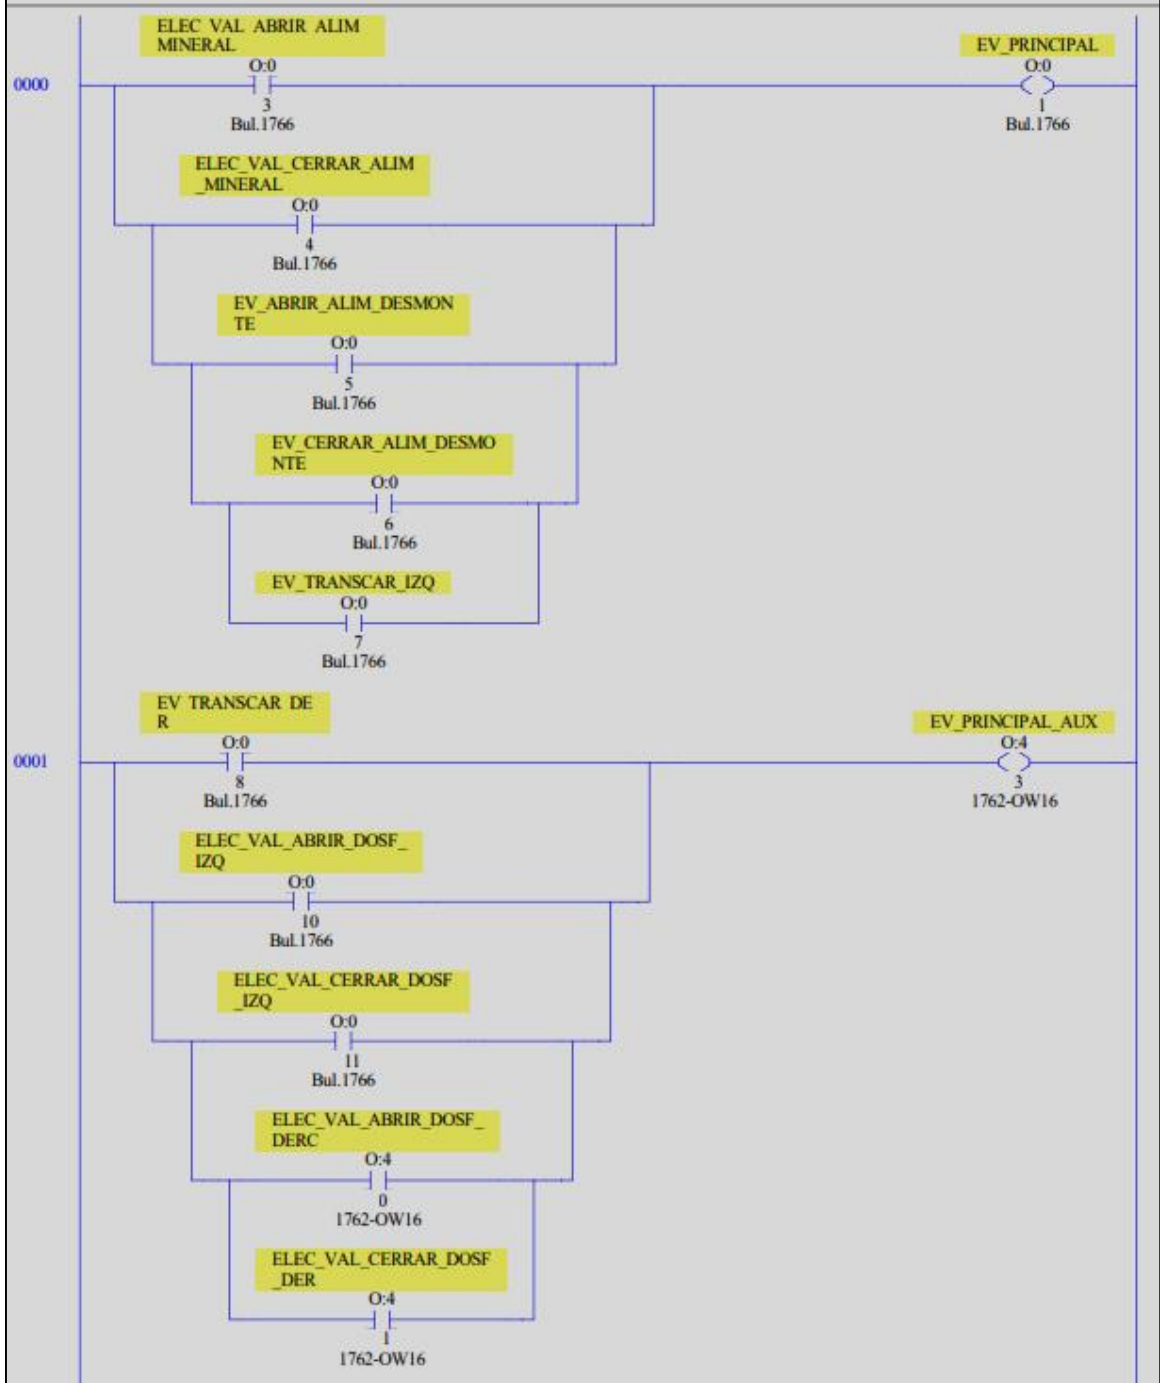 ELEC VAL ABRIR ALIM
MINERAL
O:0
3
Bul.1766
EV_PRINCIPAL
O:0
1
Bul.1766
0000
ELEC_VAL_CERRAR_ALIM
_MINERAL
O:0
4
Bul.1766
EV_ABRIR_ALIM_DESMON
TE
O:0
5
Bul.1766
EV_CERRAR_ALIM_DESMO
NTE
O:0
6
Bul.1766
EV_TRANSCAR_IZQ
O:0
7
Bul.1766
EV TRANSCAR DE
R
O:0
8
Bul.1766
EV_PRINCIPAL_AUX
O:4
3
1762-OW16
0001
ELEC_VAL_ABRIR_DOSF_
IZQ
O:0
10
Bul.1766
ELEC_VAL_CERRAR_DOSF
_IZQ
O:0
11
Bul.1766
ELEC_VAL_ABRIR_DOSF_
DERC
O:4
0
1762-OW16
ELEC_VAL_CERRAR_DOSF
_DER
O:4
1
1762-OW16